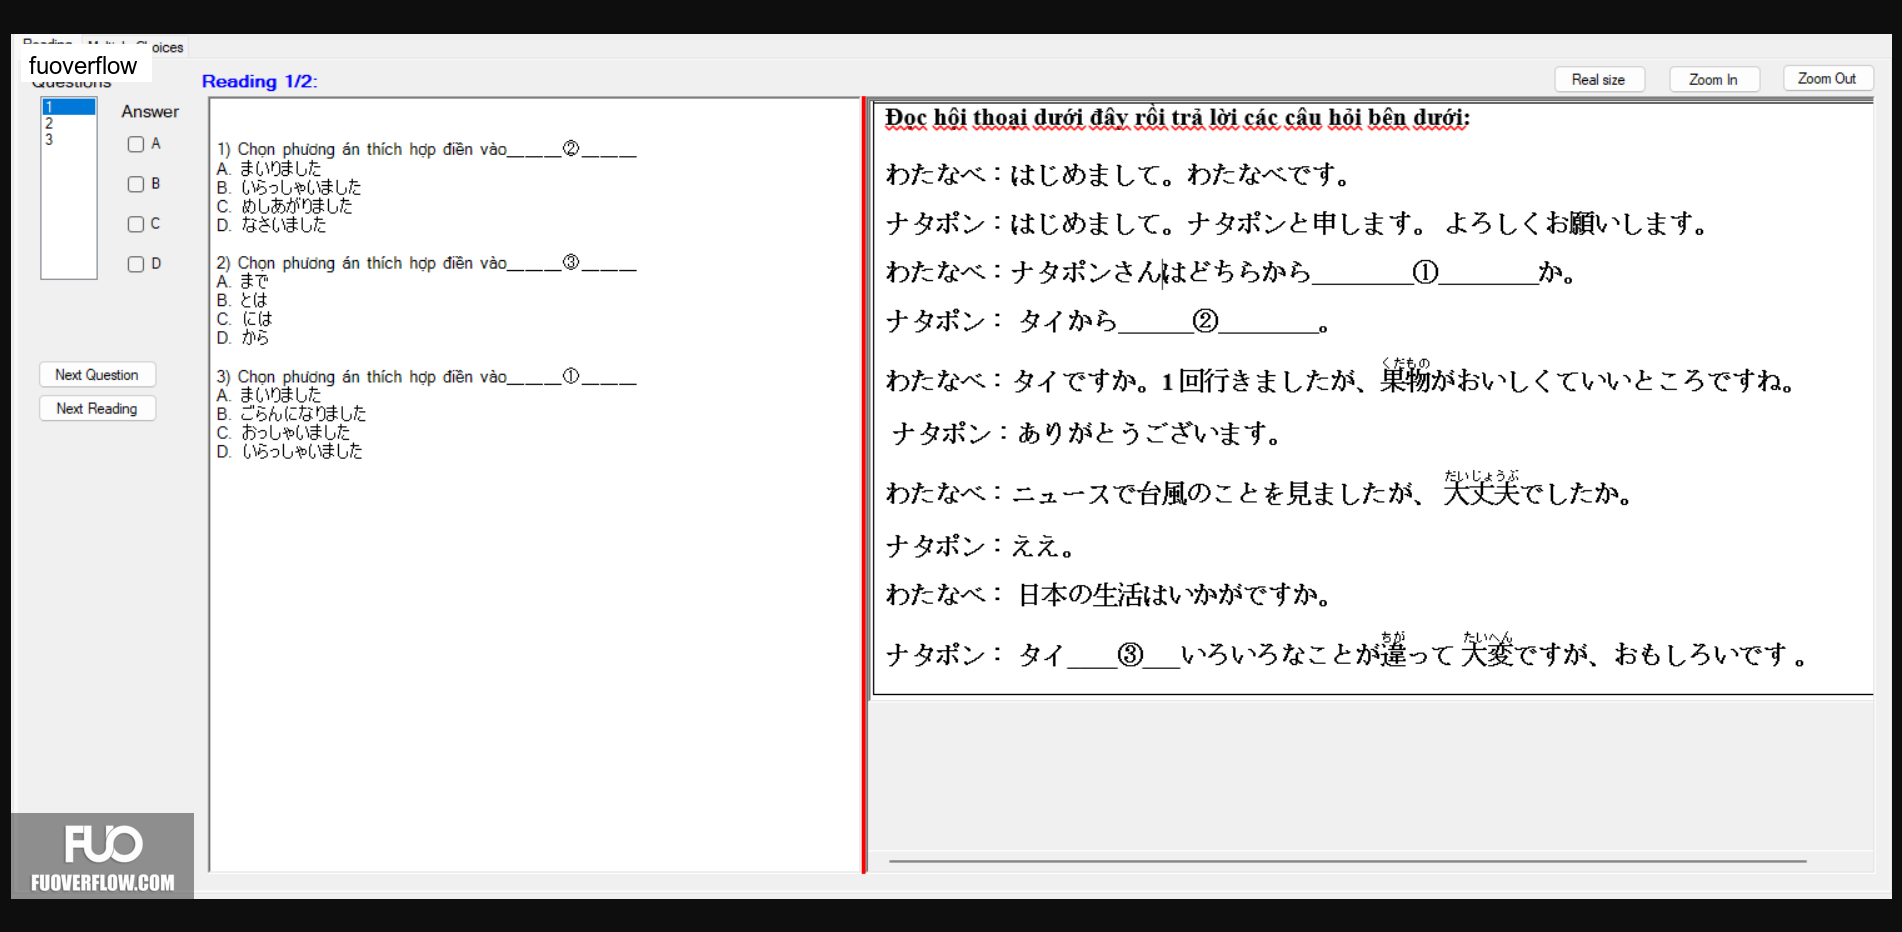 oices
fuoverflow
Questions
Reading 1/2:
Real size
Zoom In
Zoom Out
1
2
3
Answer
A
B
C
D
Next Question
Next Reading
1) Chọn phương án thích hợp điền vào______②______
A. まいりました
B. いらっしゃいました
C. めしあがりました
D. なさいました
2) Chọn phương án thích hợp điền vào______③______
A. まで
B. とは
C. には
D. から
3) Chọn phương án thích hợp điền vào______①______
A. まいりました
B. ごらんになりました
C. おっしゃいました
D. いらっしゃいました
Đọc hội thoại dưới đây rồi trả lời các câu hỏi bên dưới:
わたなべ：はじめまして。わたなべです。
ナタポン：はじめまして。ナタポンと申します。 よろしくお願いします。
わたなべ：ナタポンさんはどちらから________①________か。
ナタポン： タイから______②________。
くだもの
わたなべ：タイですか。1回行きましたが、果物がおいしくていいところですね。
ナタポン：ありがとうございます。
だいじょうぶ
わたなべ：ニュースで台風のことを見ましたが、 大丈夫でしたか。
ナタポン：ええ。
わたなべ： 日本の生活はいかがですか。
ちが たいへん
ナタポン： タイ____③___いろいろなことが違って 大変ですが、おもしろいです。
FUO
FUOVERFLOW.COM